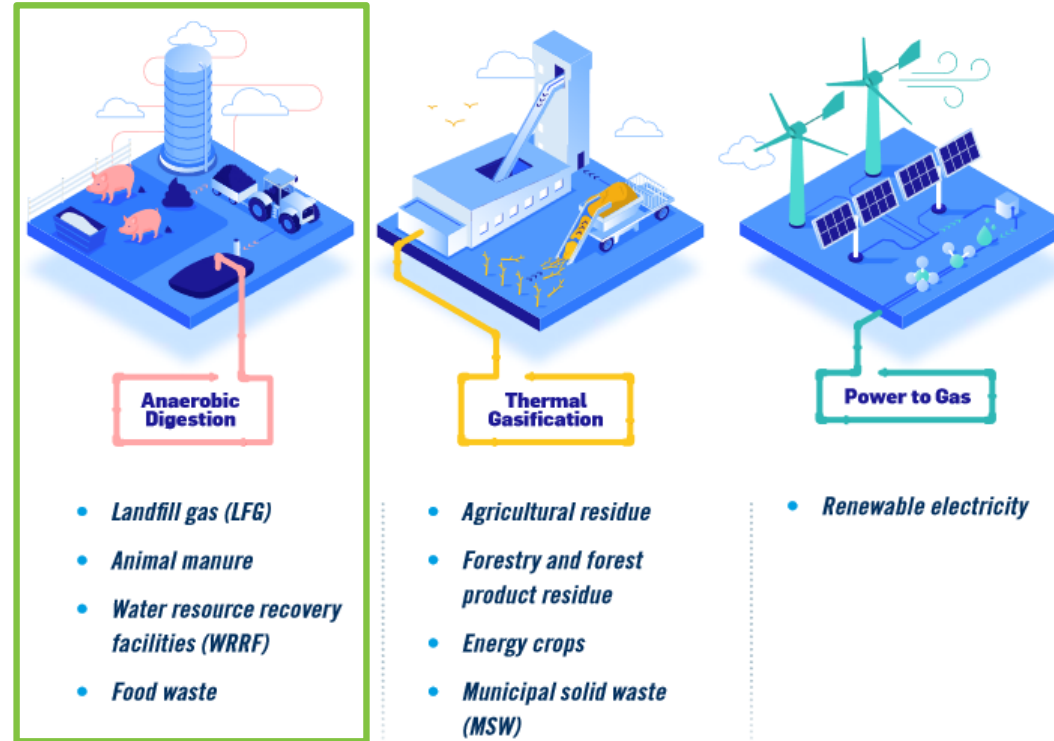 Anaerobic
Digestion
Landfill gas (LFG)
Animal manure
Water resource recovery
facilities (WRRF)
Food waste
Thermal
Gasification
Agricultural residue
Forestry and forest
product residue
Energy crops
Municipal solid waste
(MSW)
Power to Gas
Renewable electricity